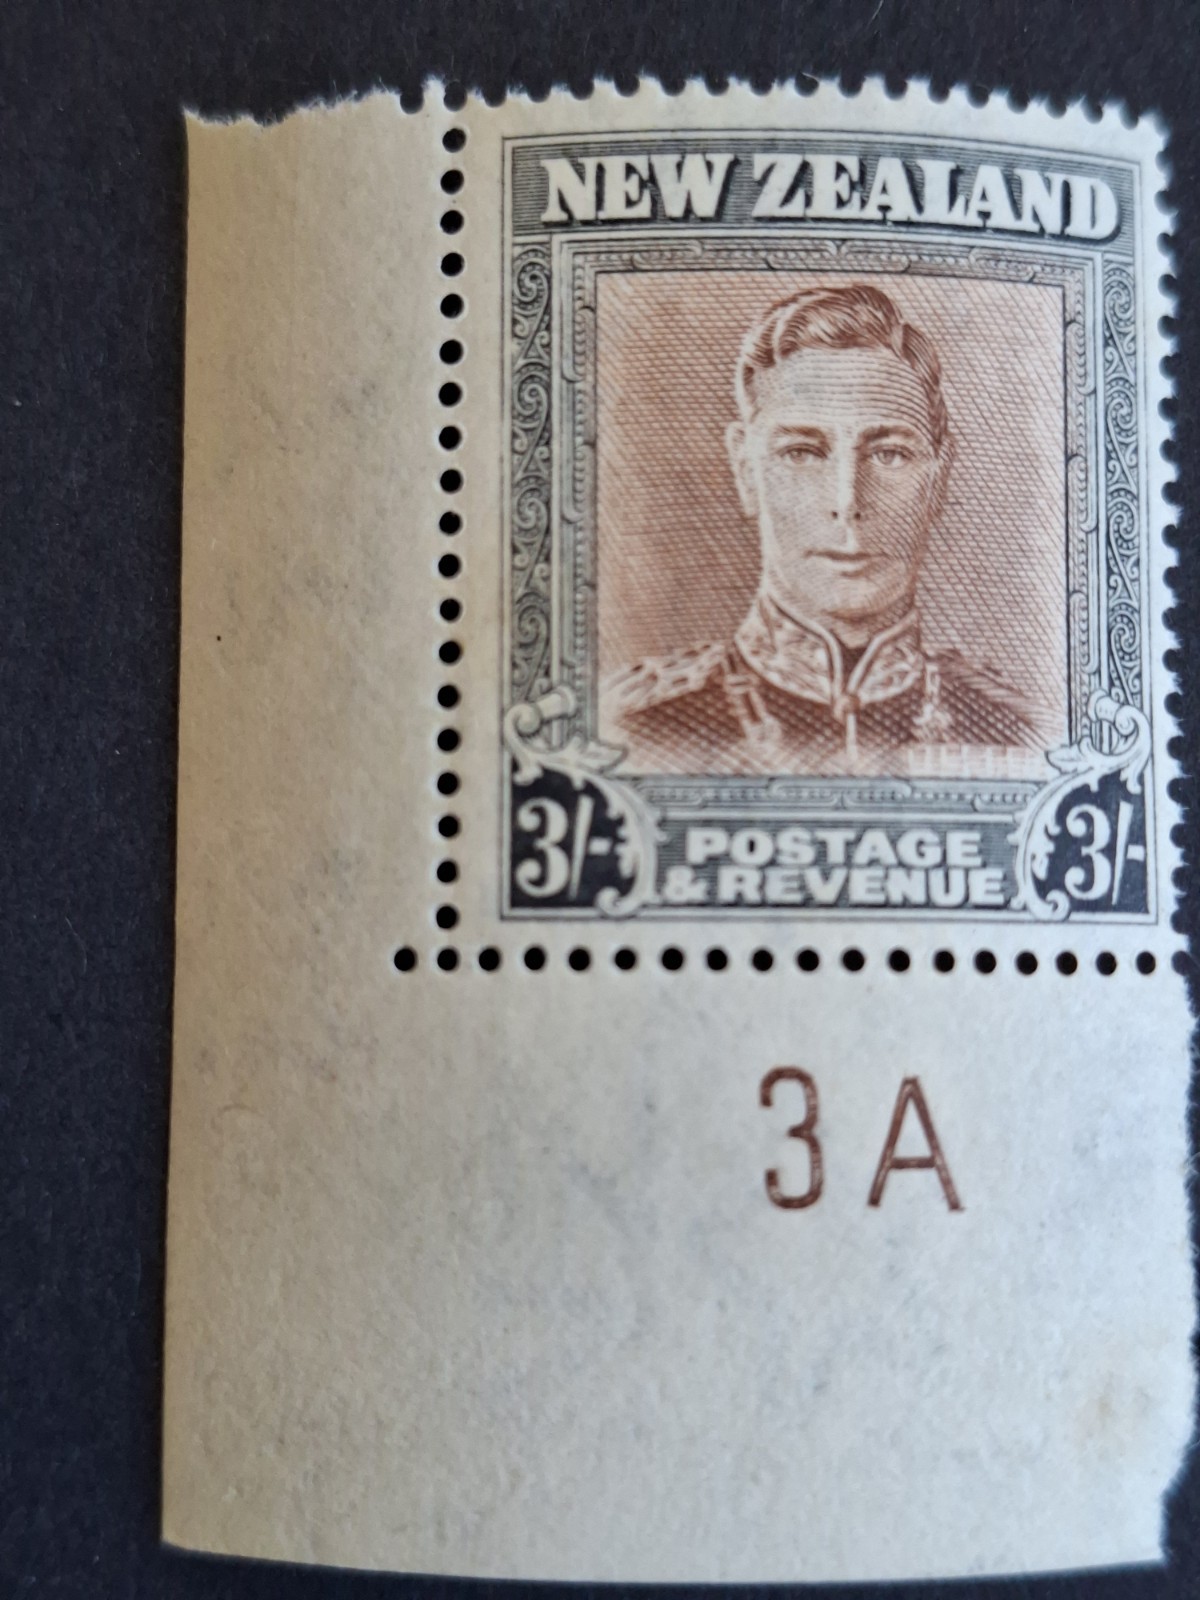 NEW ZEALAND
3/- POSTAGE 3/-
& REVENUE
3A